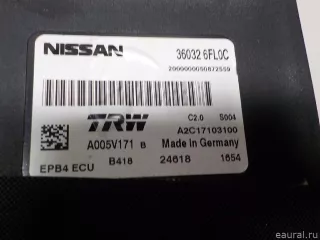 NISSAN 36032 6FL0C
2000000050872559
TRW C2.0 S004
A2C17103100
A005V171 B Made in Germany
EPB4 ECU B418 24618 1654
eaural.ru